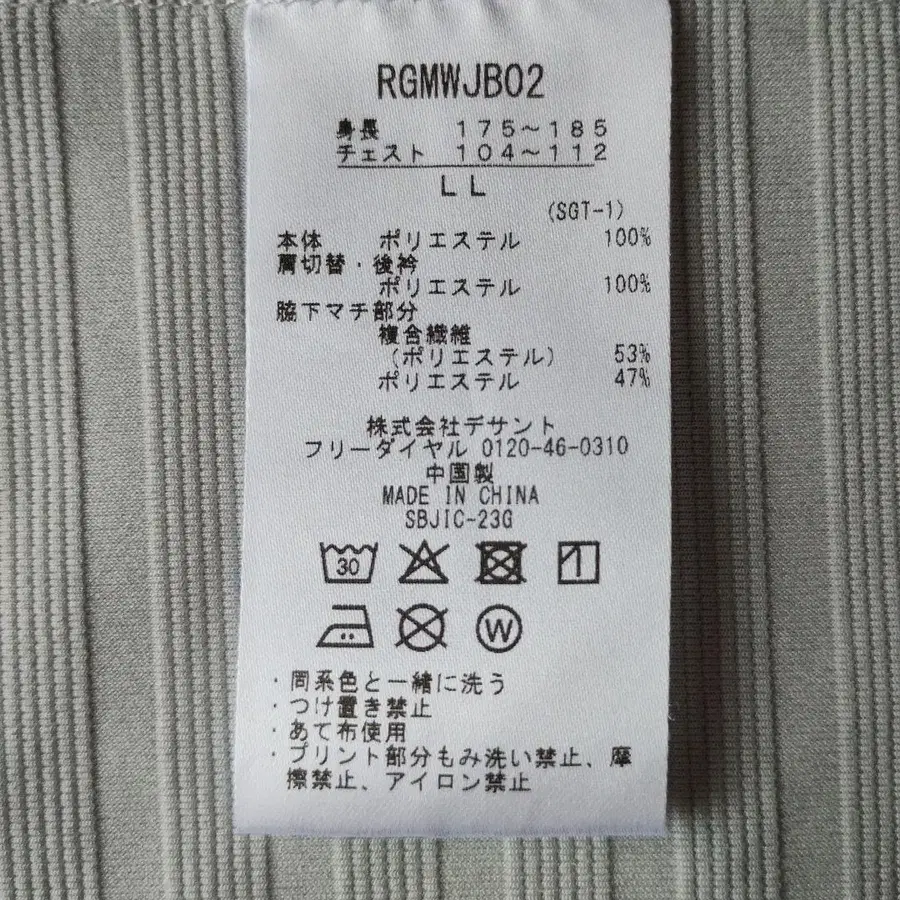 RGMWJB02
身長 175～185
チェスト 104～112
LL
(SGT-1)
本体 ポリエステル 100%
肩切替・後衿
ポリエステル 100%
脇下マチ部分
複合繊維
(ポリエステル) 53%
ポリエステル 47%
株式会社デサント
フリーダイヤル 0120-46-0310
中国製
MADE IN CHINA
SBJIC-23G
30
W
・同系色と一緒に洗う
・つけ置き禁止
・あて布使用
・プリント部分もみ洗い禁止、摩
擦禁止、アイロン禁止